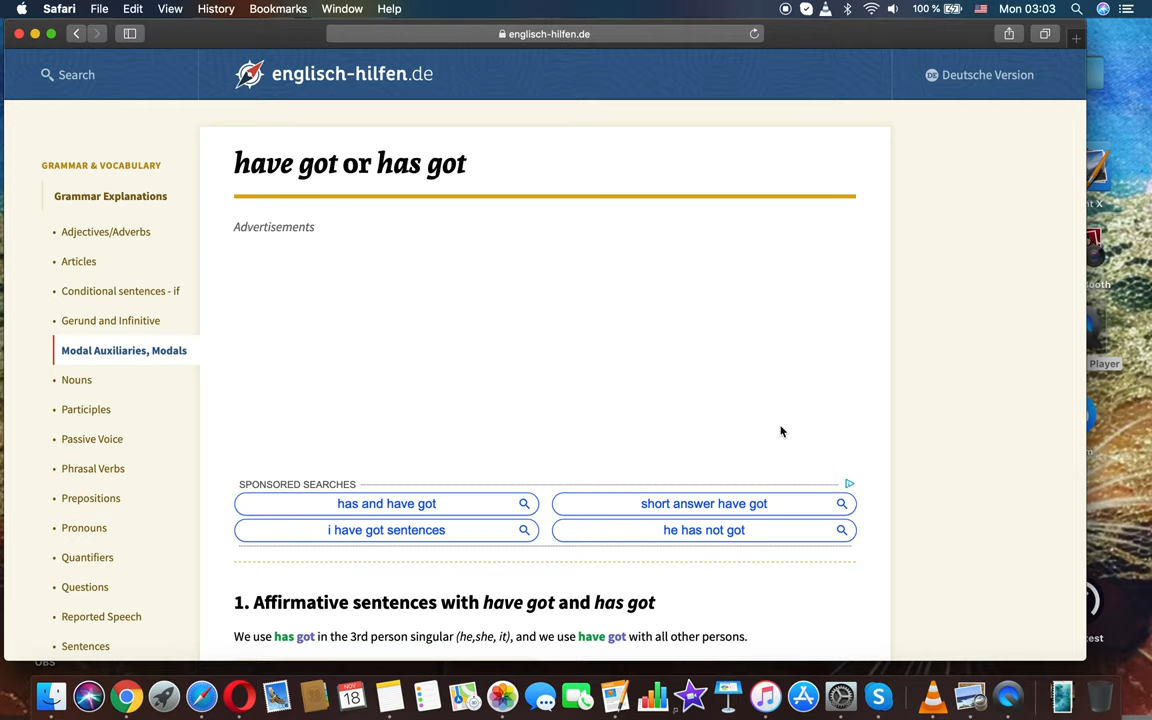 Safari File Edit View History Bookmarks Window Help 100 % Mon 03:03
englisch-hilfen.de
Search
englisch-hilfen.de
DE Deutsche Version
GRAMMAR & VOCABULARY
Grammar Explanations
• Adjectives/Adverbs
• Articles
• Conditional sentences - if
• Gerund and Infinitive
Modal Auxiliaries, Modals
• Nouns
• Participles
• Passive Voice
• Phrasal Verbs
• Prepositions
• Pronouns
• Quantifiers
• Questions
• Reported Speech
• Sentences
have got or has got
Advertisements
SPONSORED SEARCHES
has and have got
short answer have got
i have got sentences
he has not got
1. Affirmative sentences with have got and has got
We use has got in the 3rd person singular (he,she, it), and we use have got with all other persons.
Player
OBS
NOV
18